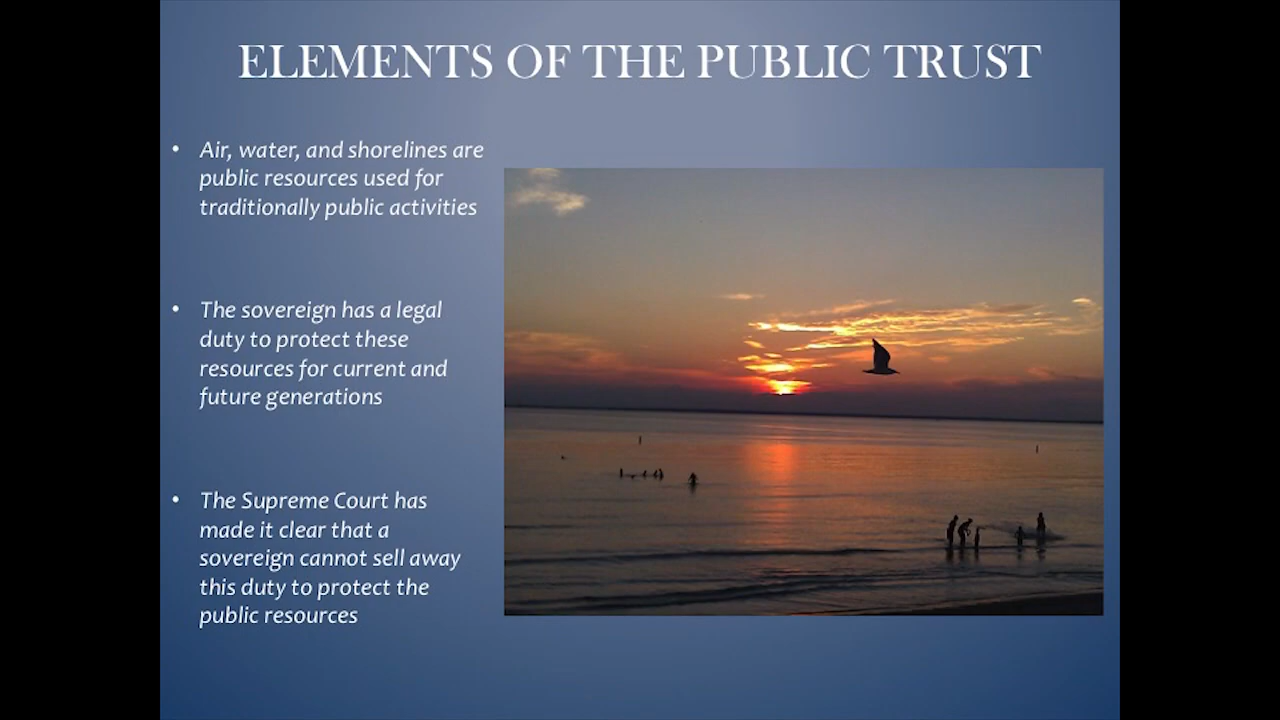 ELEMENTS OF THE PUBLIC TRUST
• Air, water, and shorelines are
public resources used for
traditionally public activities
• The sovereign has a legal
duty to protect these
resources for current and
future generations
• The Supreme Court has
made it clear that a
sovereign cannot sell away
this duty to protect the
public resources